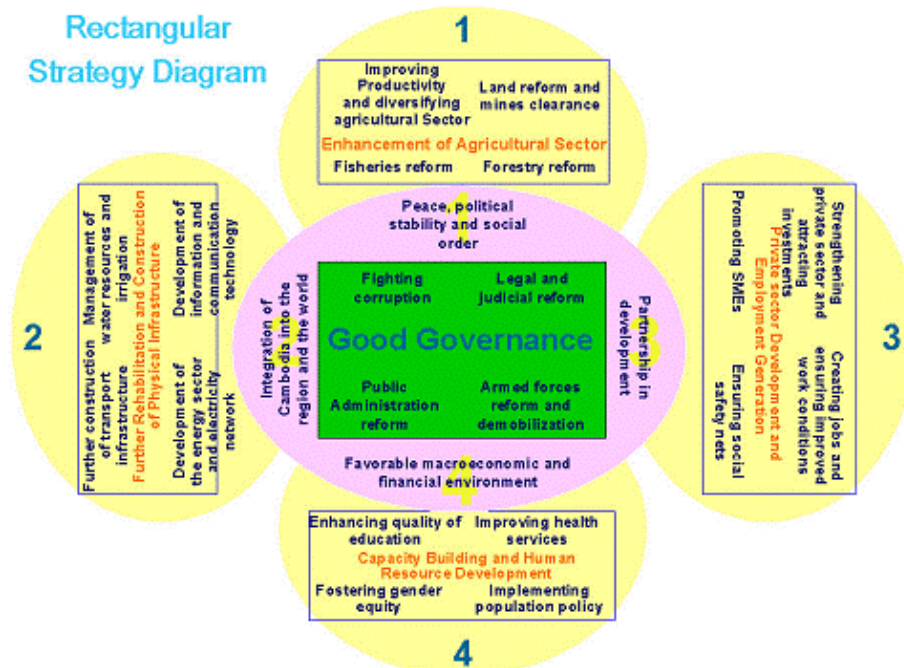 Rectangular
Strategy Diagram
1
Improving
Productivity
and diversifying
agricultural Sector
Land reform and
mines clearance
Enhancement of Agricultural Sector
Fisheries reform
Forestry reform
2
Management of
water resources and
irrigation
Development of
information and
communication
technology
Further Rehabilitation and Construction
of Physical Infrastructure
Further construction
of transport
infrastructure
Development of
the energy sector
and electricity
network
1
Peace, political
stability and social
order
Integration of
Cambodia into the
region and the world
Fighting
corruption
Legal and
judicial reform
Good Governance
Public
Administration
reform
Armed forces
reform and
demobilization
Partnership in
development
3
Favorable macroeconomic and
financial environment
4
Strengthening
private sector and
attracting
investments
Promoting SMEs
Private sector Development and
Employment Generation
Creating jobs and
ensuring improved
work conditions
Ensuring social
safety nets
3
Enhancing quality of
education
Improving health
services
Capacity Building and Human
Resource Development
Fostering gender
equity
Implementing
population policy
4